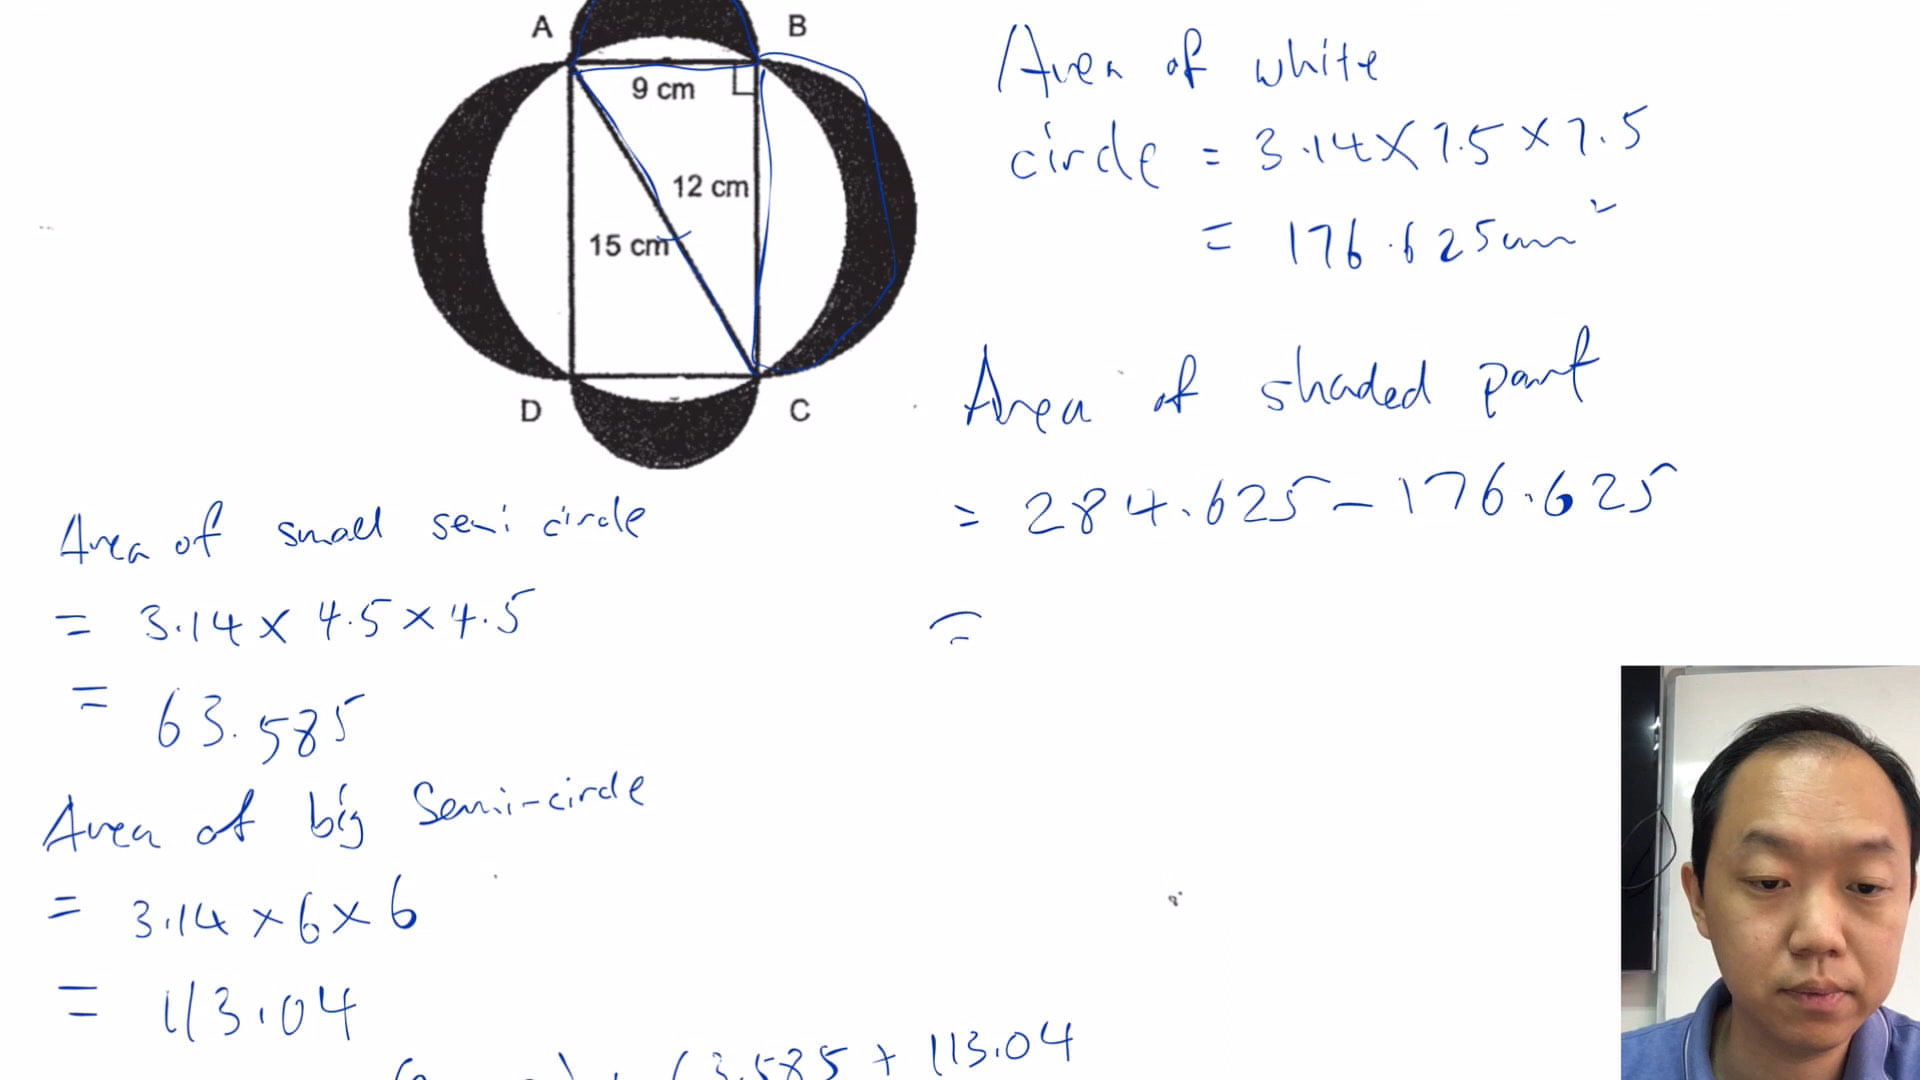 A
B
9 cm
12 cm
15 cm
D
C
Area of small semi circle
= 3.14 × 4.5 × 4.5
= 63.585
Area of big Semi-circle
= 3.14 × 6 × 6
= 113.04
3.585 + 113.04
Area of white
circle = 3.14 × 7.5 × 7.5
= 176.625cm²
Area of shaded part
= 284.625 - 176.625
=